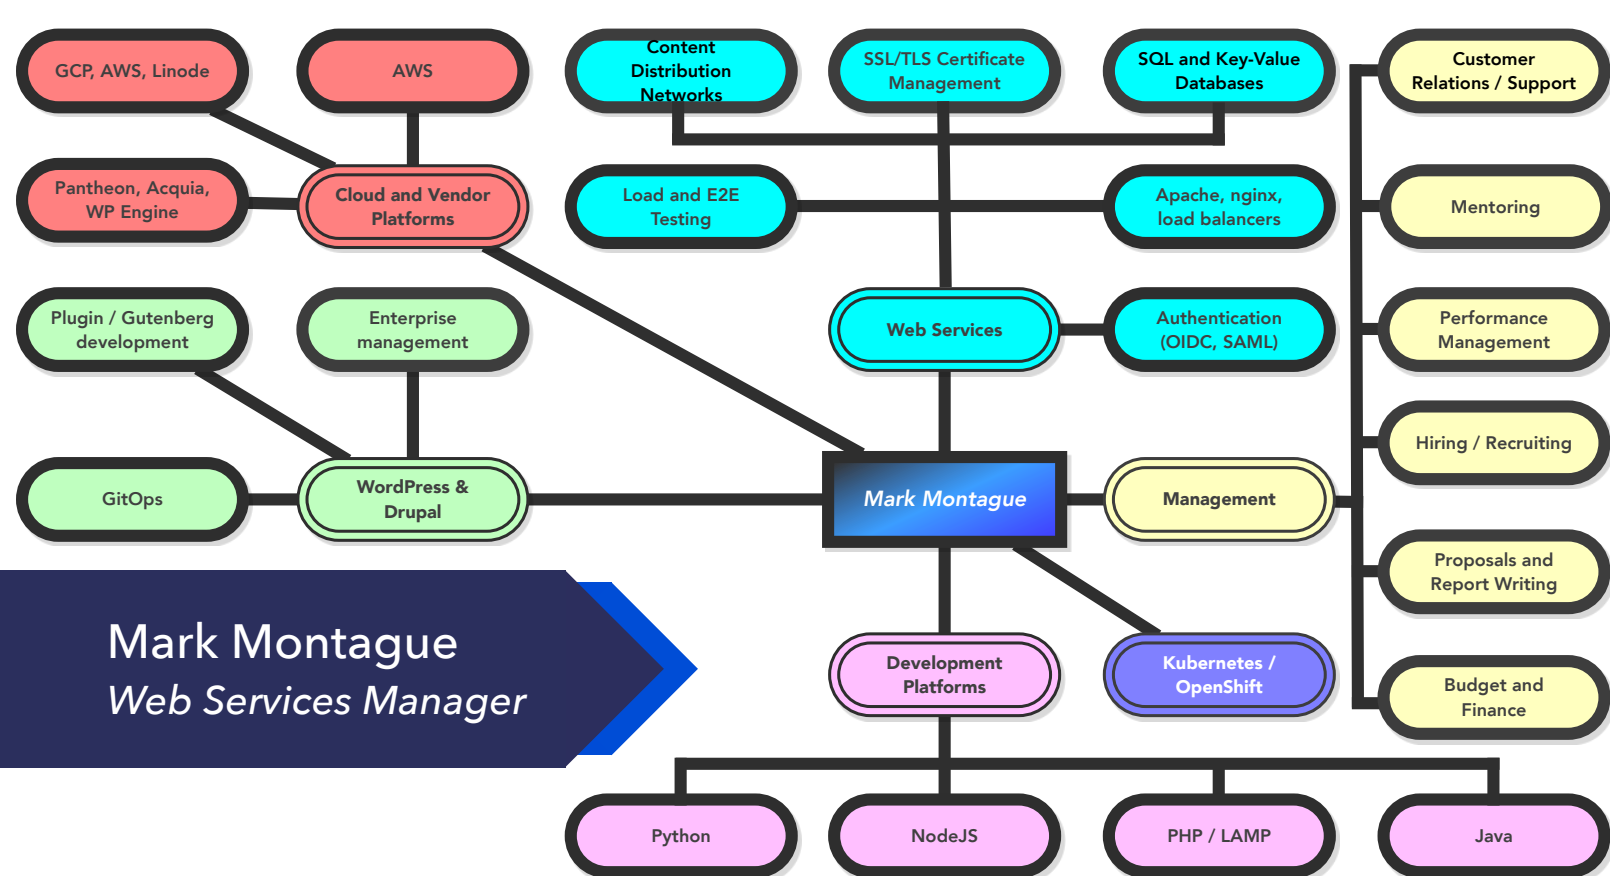 GCP, AWS, Linode
AWS
Content
Distribution
Networks
SSL/TLS Certificate
Management
SQL and Key-Value
Databases
Customer
Relations / Support
Pantheon, Acquia,
WP Engine
Cloud and Vendor
Platforms
Load and E2E
Testing
Apache, nginx,
load balancers
Mentoring
Plugin / Gutenberg
development
Enterprise
management
Web Services
Authentication
(OIDC, SAML)
Performance
Management
Hiring / Recruiting
GitOps
WordPress &
Drupal
Mark Montague
Management
Proposals and
Report Writing
Mark Montague
Web Services Manager
Development
Platforms
Kubernetes /
OpenShift
Budget and
Finance
Python
NodeJS
PHP / LAMP
Java